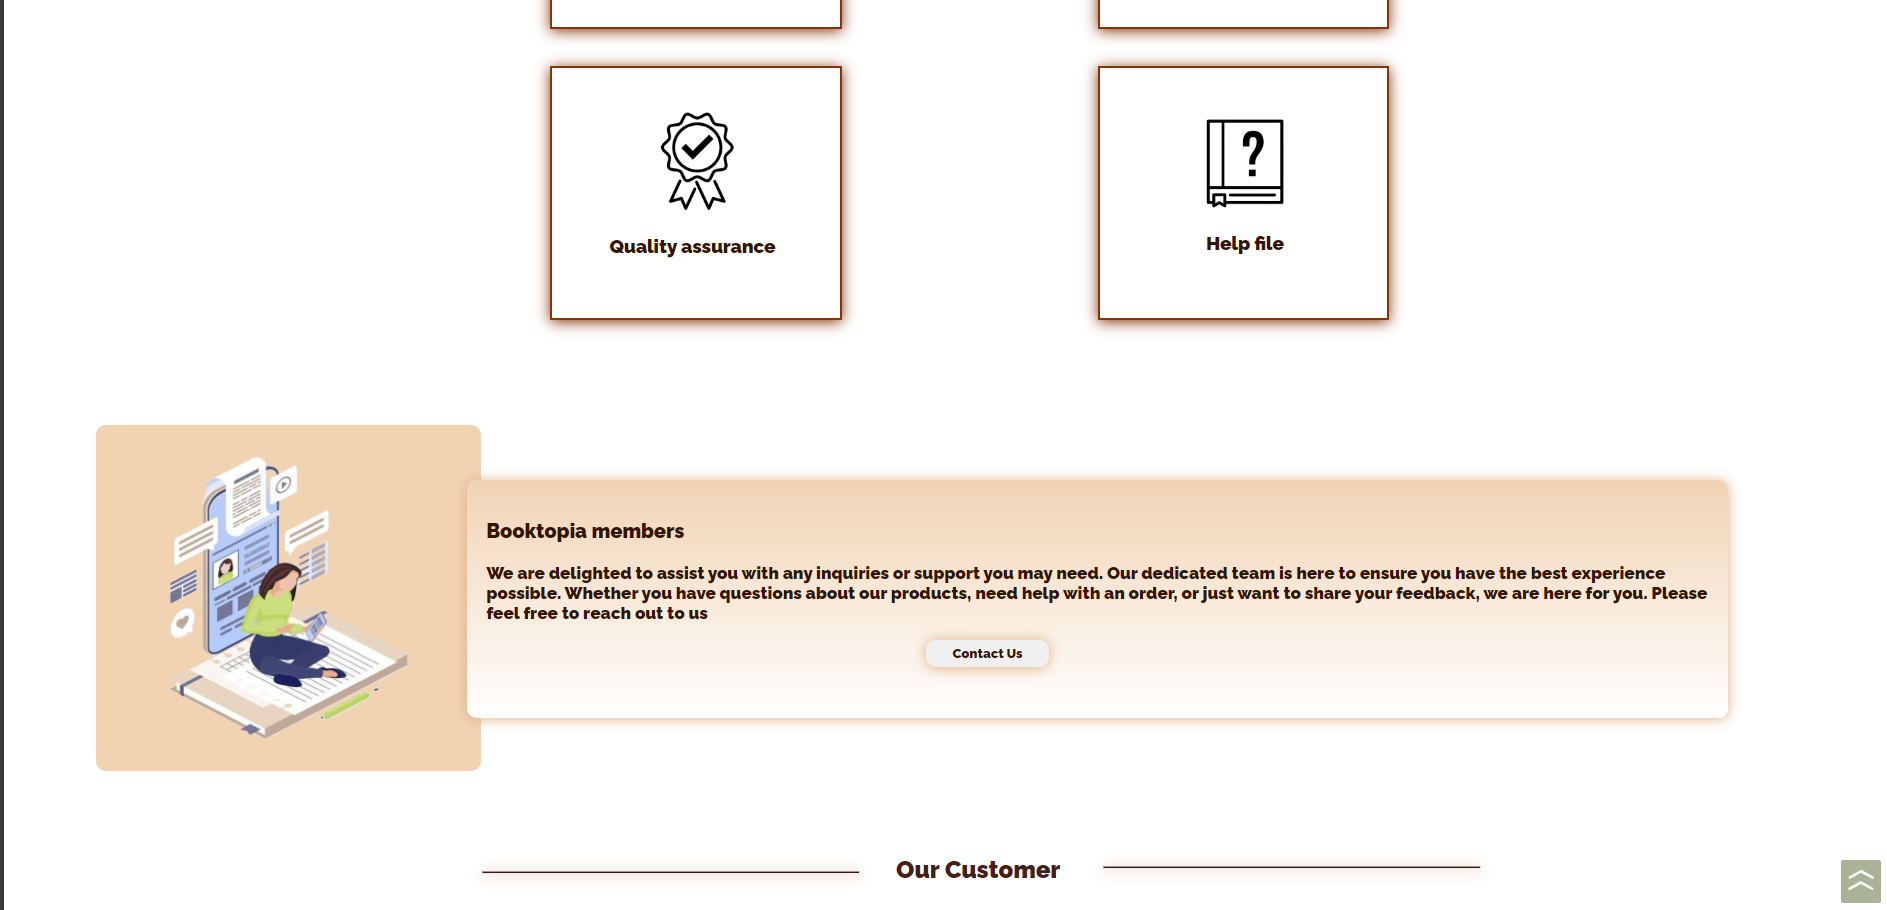 Quality assurance
Help file
Booktopia members
We are delighted to assist you with any inquiries or support you may need. Our dedicated team is here to ensure you have the best experience
possible. Whether you have questions about our products, need help with an order, or just want to share your feedback, we are here for you. Please
feel free to reach out to us
Contact Us
Our Customer